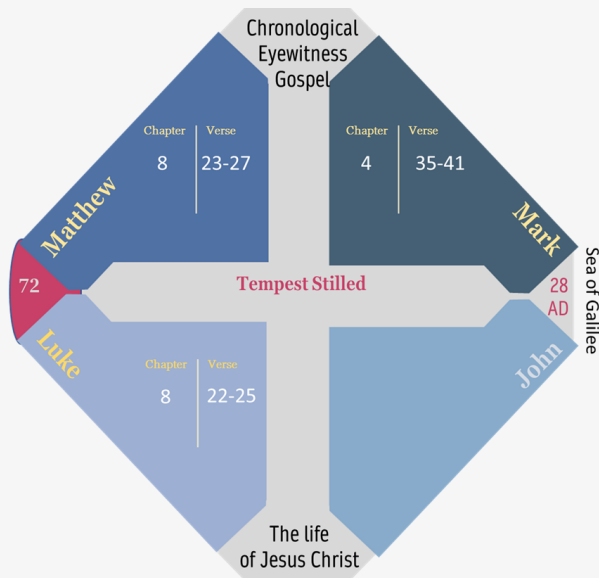 Chronological
Eyewitness
Gospel
Chapter Verse
8 23-27
Matthew
Chapter Verse
4 35-41
Mark
72
Tempest Stilled
28
AD
Sea of Galilee
Luke
Chapter Verse
8 22-25
John
The life
of Jesus Christ